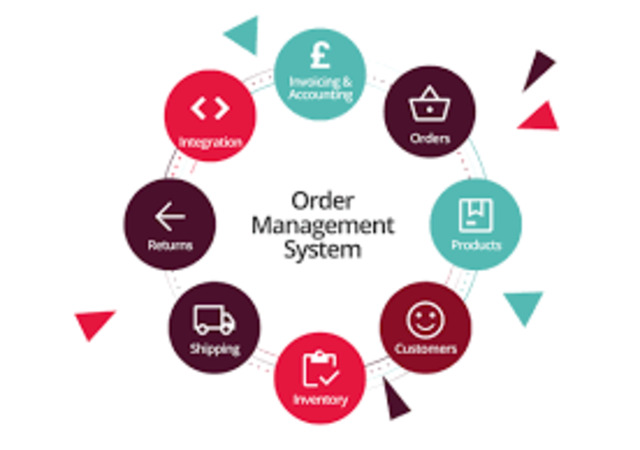 £
Invoicing &
Accounting
Integration
Orders
Order
Management
System
Returns
Products
Shipping
Customers
Inventory